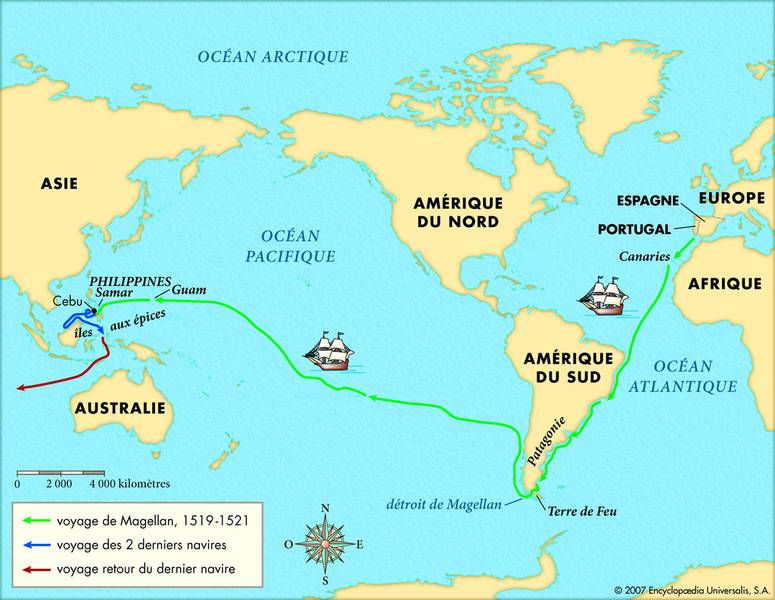 OCÉAN ARCTIQUE
ASIE
AMÉRIQUE
DU NORD
ESPAGNE
EUROPE
PORTUGAL
Canaries
OCÉAN
PACIFIQUE
AFRIQUE
PHILIPPINES
Samar
Guam
Cebu
îles
aux épices
AMÉRIQUE
DU SUD
OCÉAN
ATLANTIQUE
AUSTRALIE
Patagonie
0 2 000 4 000 kilomètres
détroit de Magellan
Terre de Feu
voyage de Magellan, 1519-1521
voyage des 2 derniers navires
voyage retour du dernier navire
N
O
E
S
© 2007 Encyclopædia Universalis, S.A.